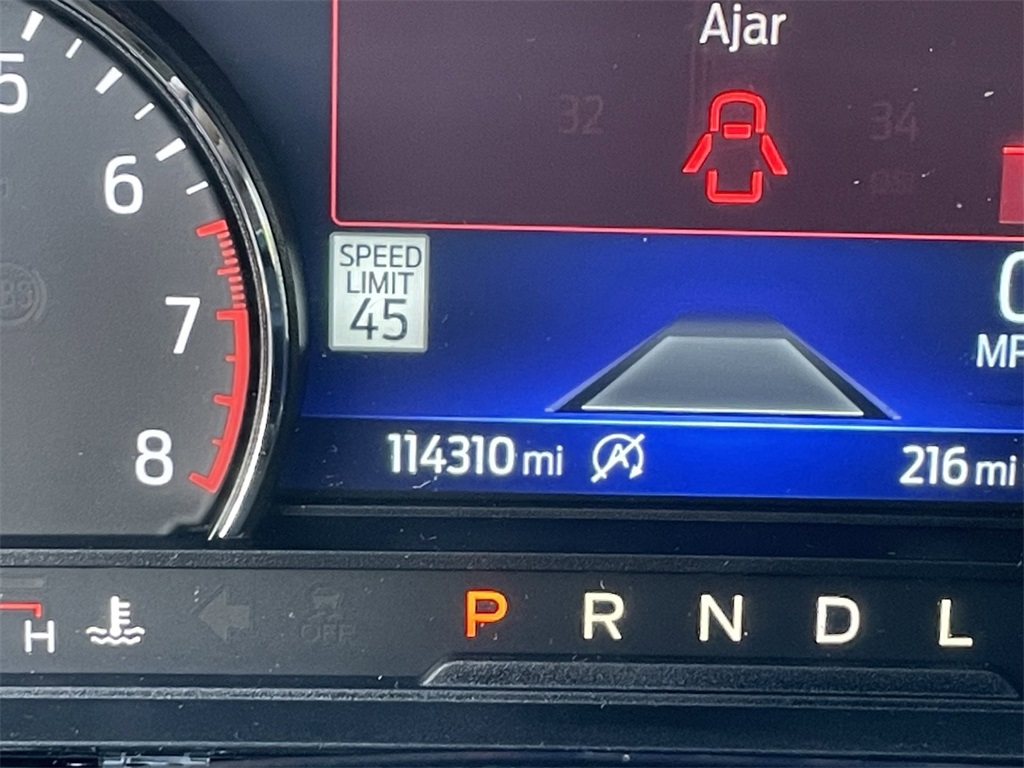 Ajar
32
34
5
6
7
8
SPEED
LIMIT
45
MP
114310 mi
216 mi
H
OFF
P R N D L